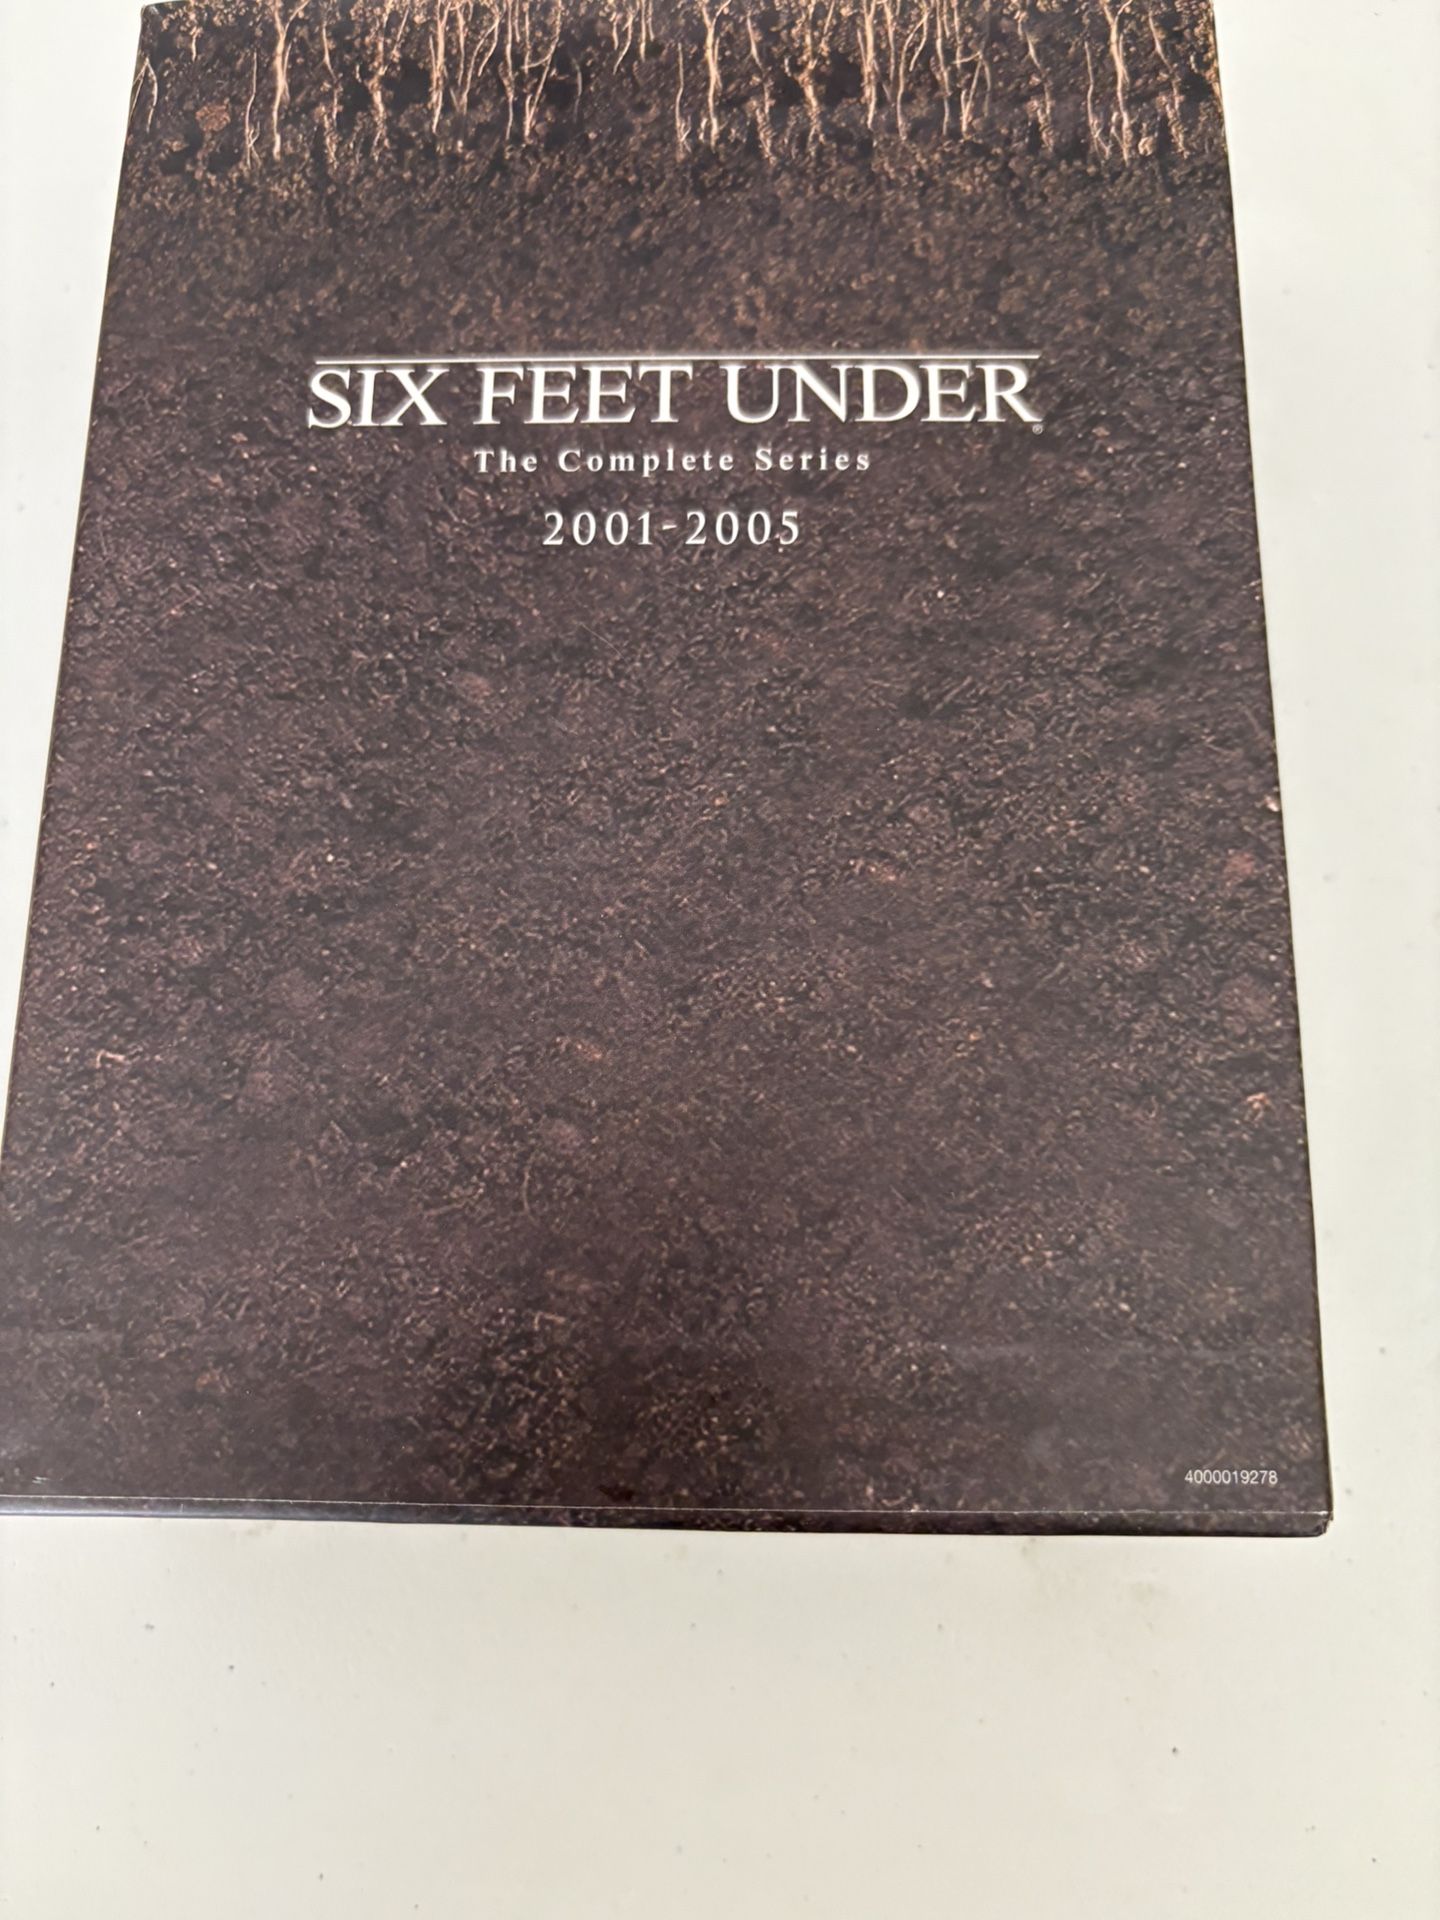 SIX FEET UNDER®
The Complete Series
2001-2005
4000019278